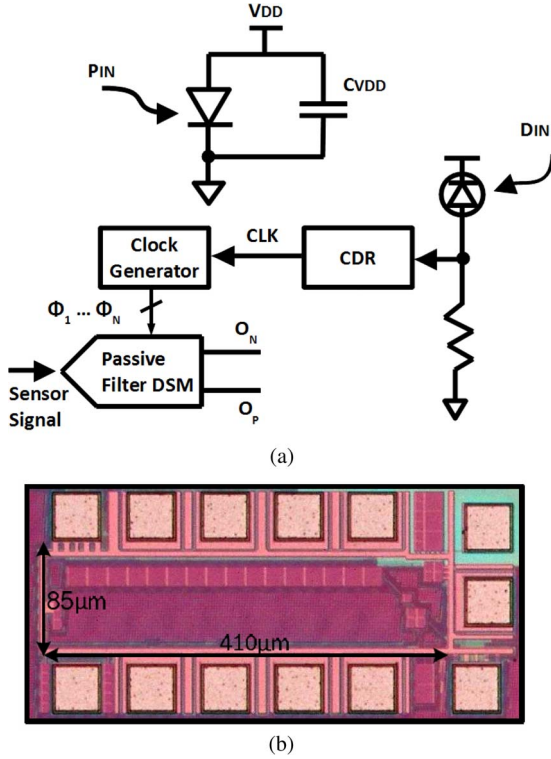 VDD
PIN
CVDD
DIN
Clock Generator
CLK
CDR
Φ1 ... ΦN
Passive Filter DSM
ON
OP
Sensor Signal
(a)
85μm
410μm
(b)